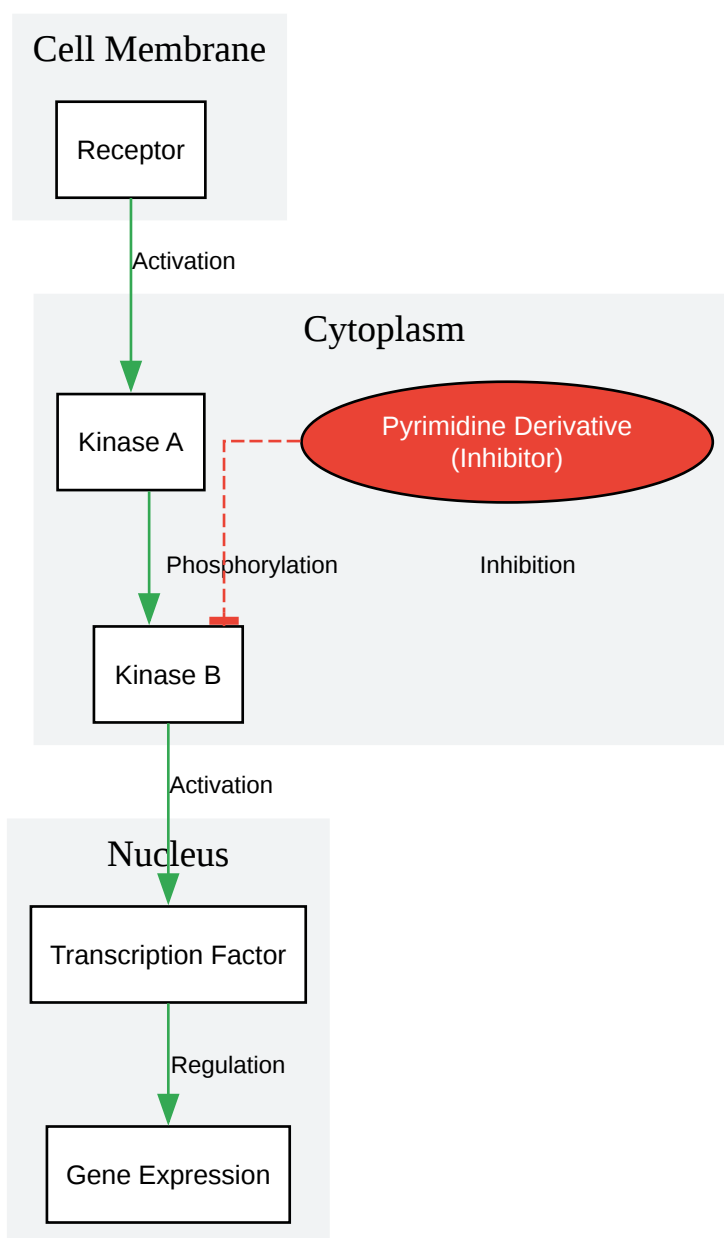 Cell Membrane
Receptor
Activation
Cytoplasm
Kinase A
Pyrimidine Derivative
(Inhibitor)
Phosphorylation
Inhibition
Kinase B
Activation
Nucleus
Transcription Factor
Regulation
Gene Expression